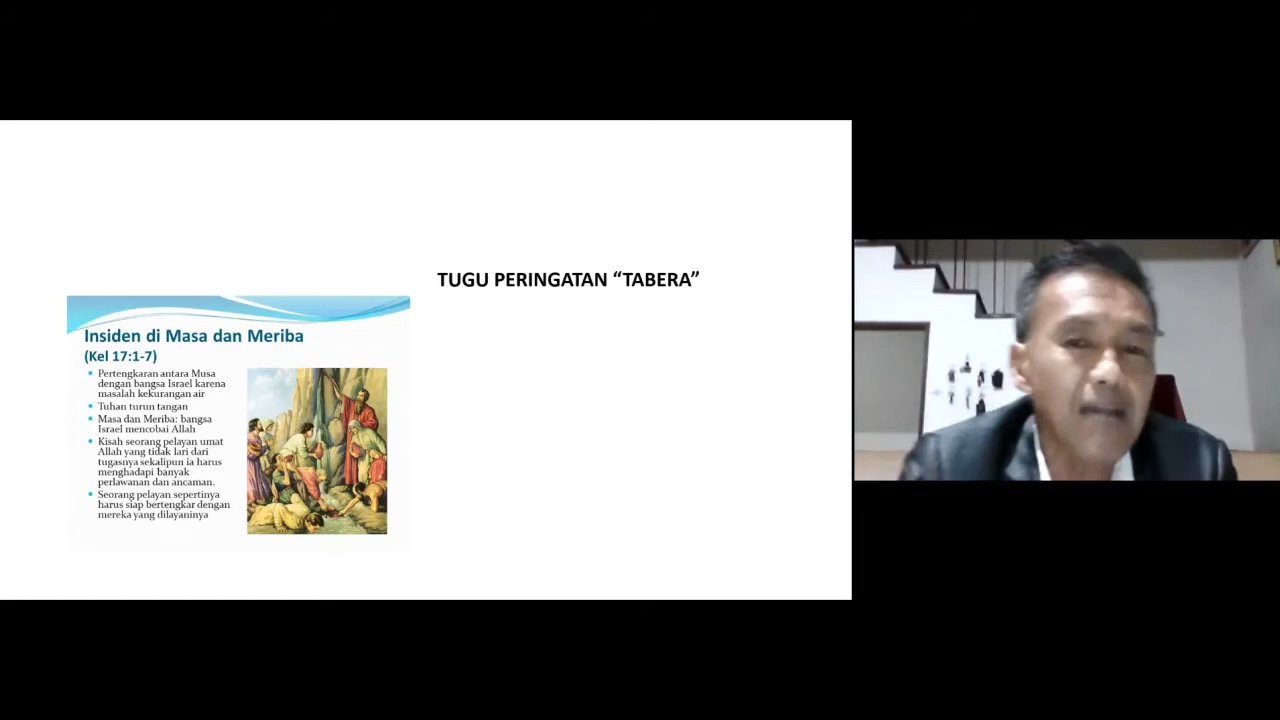 TUGU PERINGATAN “TABERA”
Insiden di Masa dan Meriba
(Kel 17:1-7)
• Pertengkaran antara Musa
dengan bangsa Israel karena
masalah kekurangan air
• Tuhan turun tangan
• Masa dan Meriba: bangsa
Israel mencobai Allah
• Kisah seorang pelayan umat
Allah yang tidak lari dari
tugasnya sekalipun ia harus
menghadapi banyak
perlawanan dan ancaman.
• Seorang pelayan sepertinya
harus siap bertengkar dengan
mereka yang dilayaninya